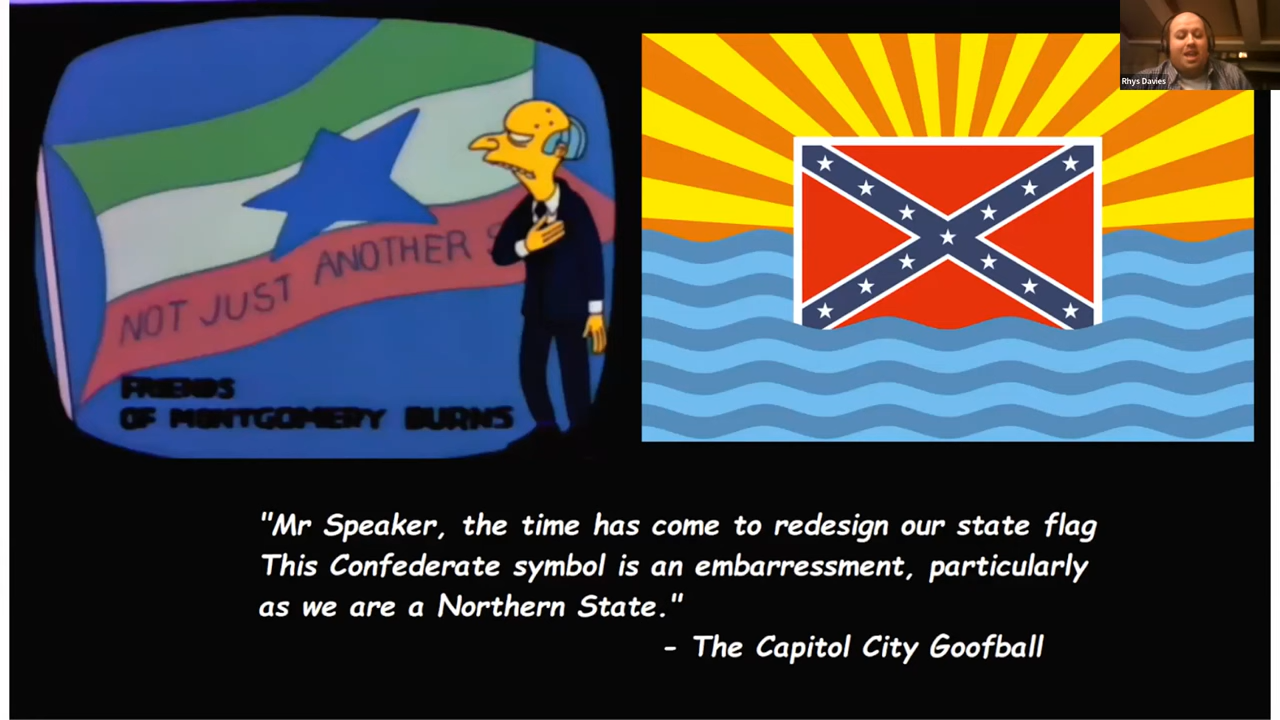 Rhys Davies
NOT JUST ANOTHER
FRIENDS
OF MONTGOMERY BURNS
"Mr Speaker, the time has come to redesign our state flag
This Confederate symbol is an embarressment, particularly
as we are a Northern State."
- The Capitol City Goofball